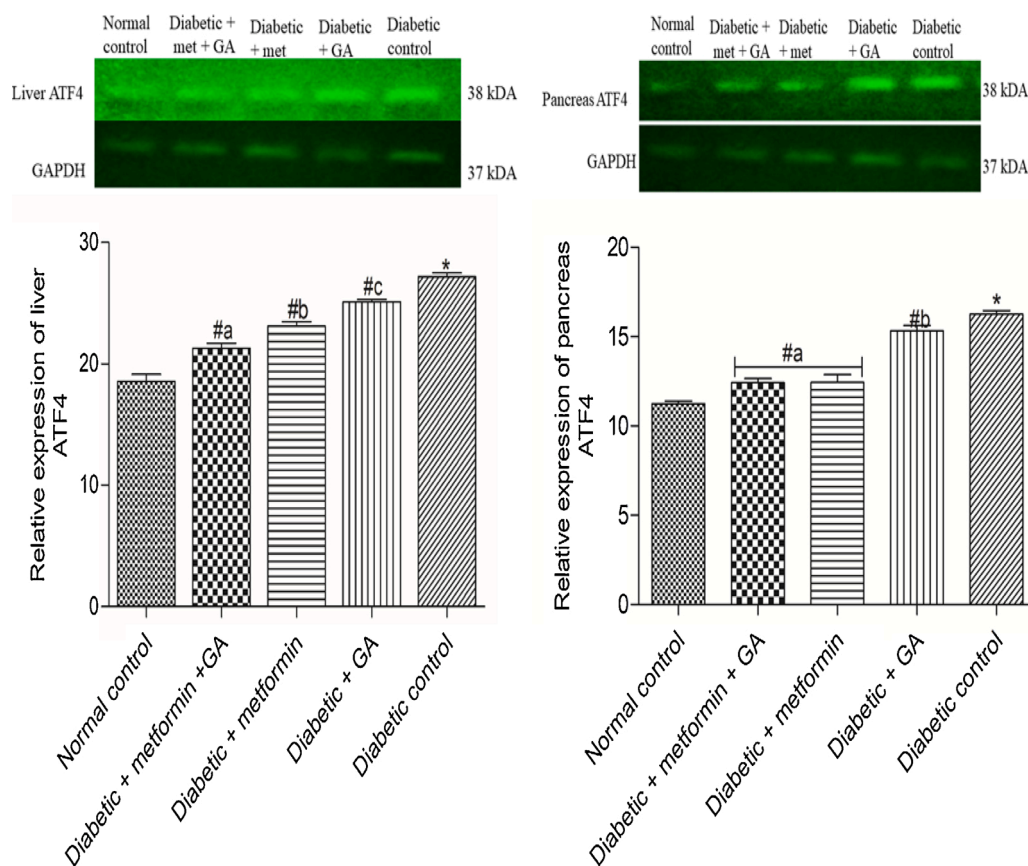 Normal control
Diabetic + met + GA
Diabetic + met
Diabetic + GA
Diabetic control
Liver ATF4
38 kDA
GAPDH
37 kDA
Relative expression of liver
ATF4
30
20
10
0
#a
#b
#c
*
Normal control
Diabetic + metformin +GA
Diabetic + metformin
Diabetic + GA
Diabetic control
Normal control
Diabetic + met + GA
Diabetic + met
Diabetic + GA
Diabetic control
Pancreas ATF4
38 kDA
GAPDH
37 kDA
Relative expression of pancreas
ATF4
20
15
10
5
0
#a
#b
*
Normal control
Diabetic + metformin + GA
Diabetic + metformin
Diabetic + GA
Diabetic control